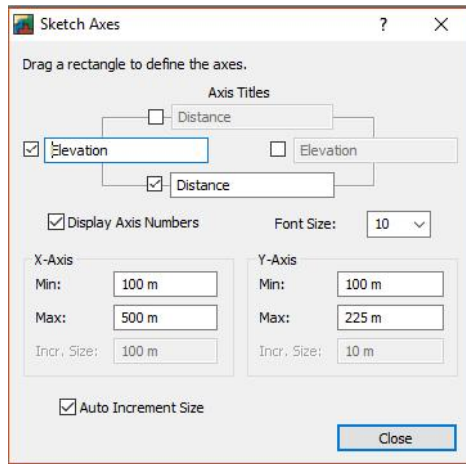 Sketch Axes ?
Drag a rectangle to define the axes.
Axis Titles
Distance
Elevation Elevation
Distance
Display Axis Numbers Font Size: 10
X-Axis Y-Axis
Min: 100 m Min: 100 m
Max: 500 m Max: 225 m
Incr. Size: 100 m Incr. Size: 10 m
Auto Increment Size
Close